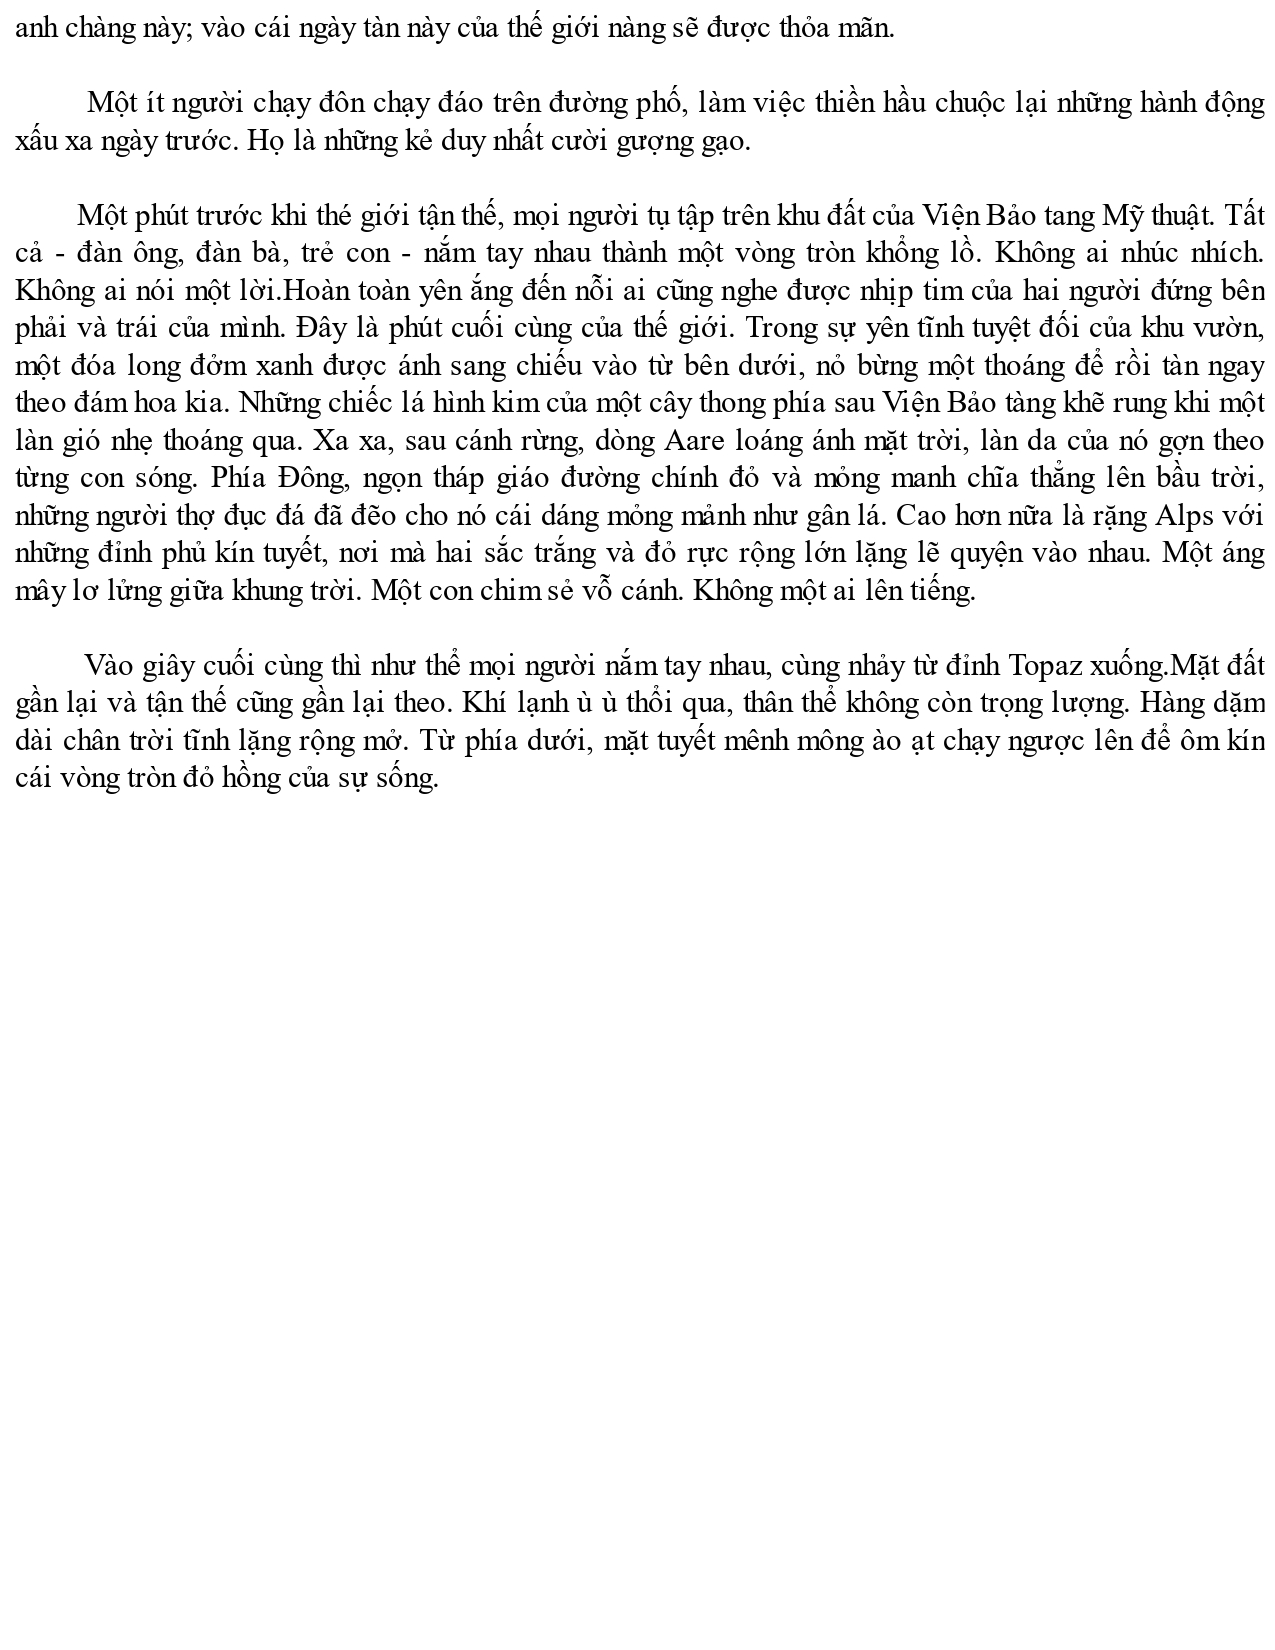 anh chàng này; vào cái ngày tàn này của thế giới nàng sẽ được thỏa mãn.
Một ít người chạy đôn chạy đáo trên đường phố, làm việc thiền hầu chuộc lại những hành động
xấu xa ngày trước. Họ là những kẻ duy nhất cười gượng gạo.
Một phút trước khi thé giới tận thế, mọi người tụ tập trên khu đất của Viện Bảo tang Mỹ thuật. Tất
cả - đàn ông, đàn bà, trẻ con - nắm tay nhau thành một vòng tròn khổng lồ. Không ai nhúc nhích.
Không ai nói một lời.Hoàn toàn yên ắng đến nỗi ai cũng nghe được nhịp tim của hai người đứng bên
phải và trái của mình. Đây là phút cuối cùng của thế giới. Trong sự yên tĩnh tuyệt đối của khu vườn,
một đóa long đởm xanh được ánh sang chiếu vào từ bên dưới, nỏ bừng một thoáng để rồi tàn ngay
theo đám hoa kia. Những chiếc lá hình kim của một cây thong phía sau Viện Bảo tàng khẽ rung khi một
làn gió nhẹ thoáng qua. Xa xa, sau cánh rừng, dòng Aare loáng ánh mặt trời, làn da của nó gợn theo
từng con sóng. Phía Đông, ngọn tháp giáo đường chính đỏ và mỏng manh chĩa thẳng lên bầu trời,
những người thợ đục đá đã đẽo cho nó cái dáng mỏng mảnh như gân lá. Cao hơn nữa là rặng Alps với
những đỉnh phủ kín tuyết, nơi mà hai sắc trắng và đỏ rực rộng lớn lặng lẽ quyện vào nhau. Một áng
mây lơ lửng giữa khung trời. Một con chim sẻ vỗ cánh. Không một ai lên tiếng.
Vào giây cuối cùng thì như thể mọi người nắm tay nhau, cùng nhảy từ đỉnh Topaz xuống.Mặt đất
gần lại và tận thế cũng gần lại theo. Khí lạnh ù ù thổi qua, thân thể không còn trọng lượng. Hàng dặm
dài chân trời tĩnh lặng rộng mở. Từ phía dưới, mặt tuyết mênh mông ào ạt chạy ngược lên để ôm kín
cái vòng tròn đỏ hồng của sự sống.